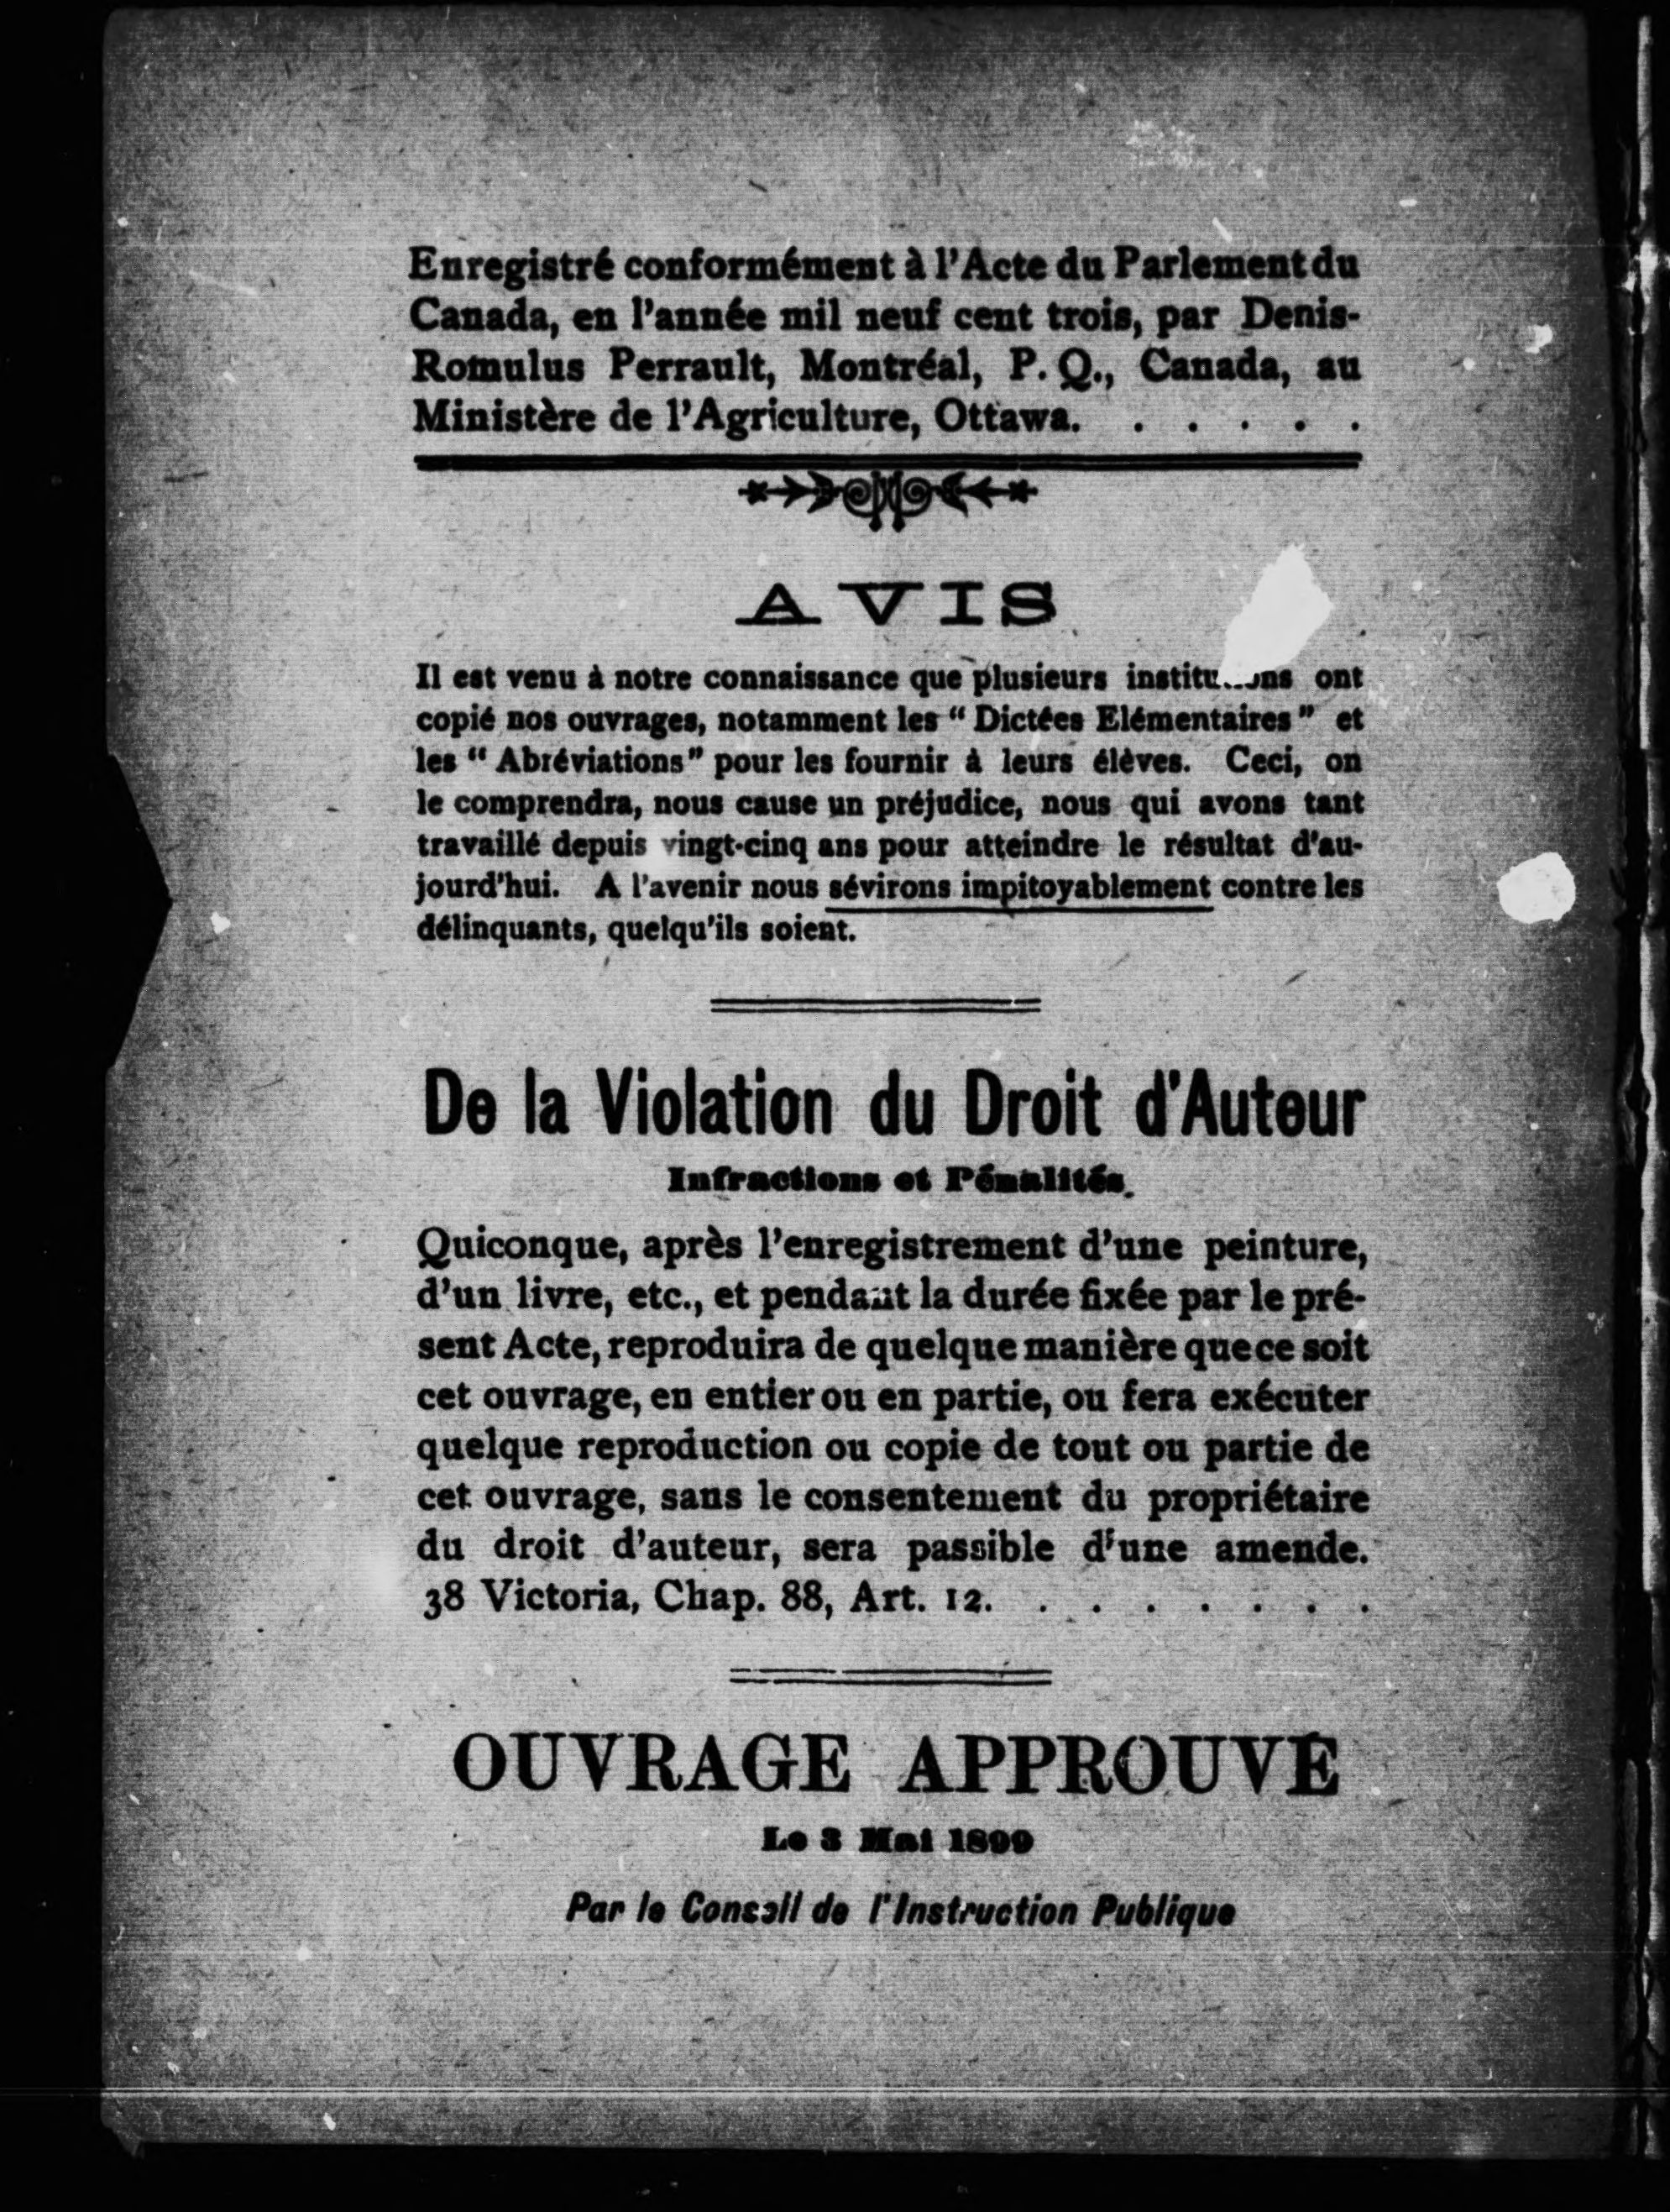 Enregistré conformément à l'Acte du Parlement du
Canada, en l'année mil neuf cent trois, par Denis-
Romulus Perrault, Montréal, P. Q., Canada, au
Ministère de l'Agriculture, Ottawa. . . . . .
AVIS
Il est venu à notre connaissance que plusieurs ont
copié nos ouvrages, notamment les “ Dictées Elémentaires ” et
les “ Abréviations” pour les fournir à leurs élèves. Ceci, on
le comprendra, nous cause un préjudice, nous qui avons tant
travaillé depuis vingt-cinq ans pour atteindre le résultat d'au-
jourd'hui. A l'avenir nous sévirons impitoyablement contre les
délinquants, quelqu'ils soient.
De la Violation du Droit d'Auteur
Infractions et Pénalités.
Quiconque, après l'enregistrement d'une peinture,
d'un livre, etc., et pendant la durée fixée par le pré-
sent Acte, reproduira de quelque manière que ce soit
cet ouvrage, en entier ou en partie, ou fera exécuter
quelque reproduction ou copie de tout ou partie de
cet ouvrage, sans le consentement du propriétaire
du droit d'auteur, sera passible d'une amende.
38 Victoria, Chap. 88, Art. 12. . . . . . . .
OUVRAGE APPROUVÉ
Le 3 Mai 1899
Par le Conseil de l'Instruction Publique